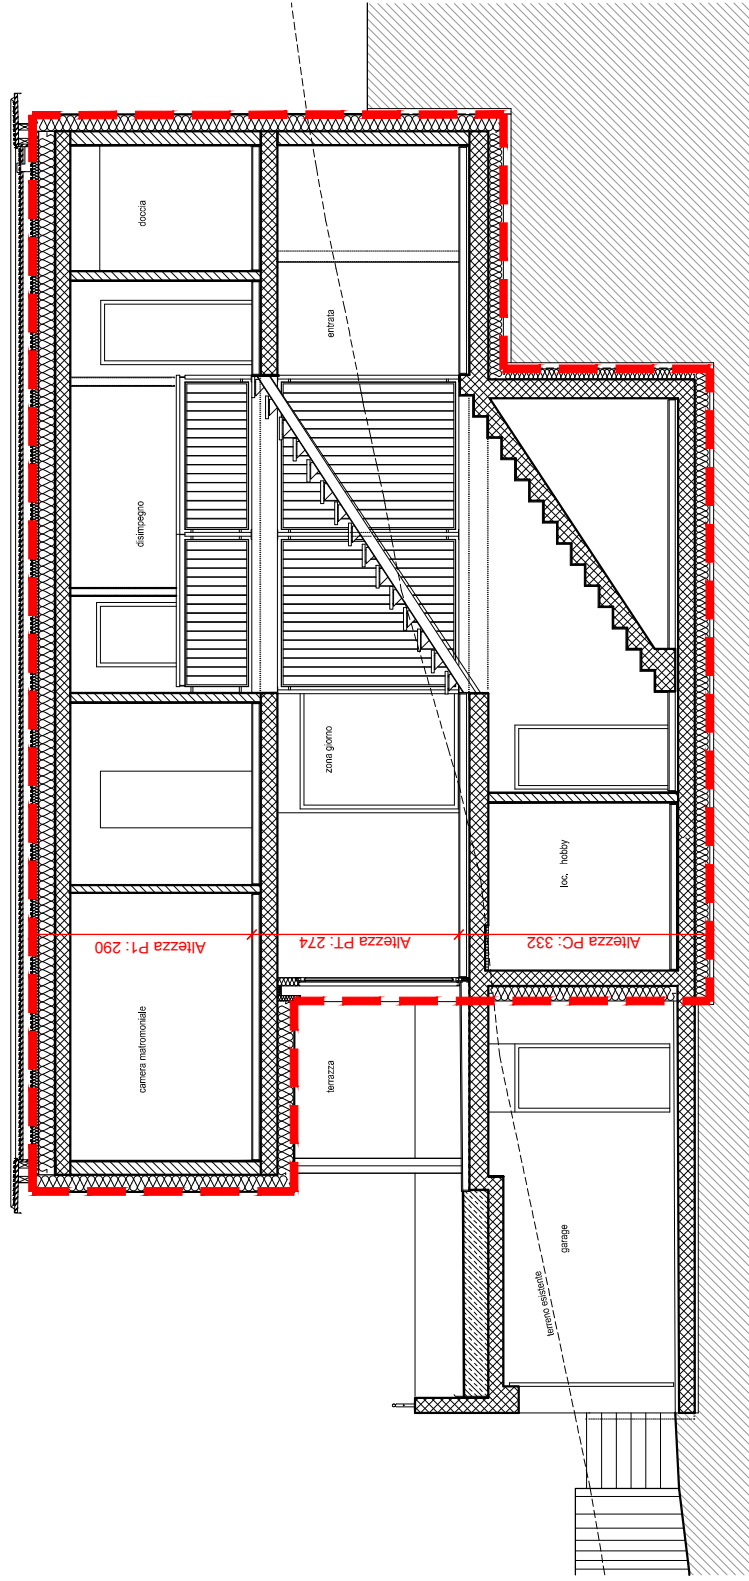 doccia
disimpegno
camera matromoniale
entrata
zona giorno
terrazza
loc, hobby
garage
terreno esistente
Altezza P1: 290
Altezza PT: 274
Altezza PC: 332